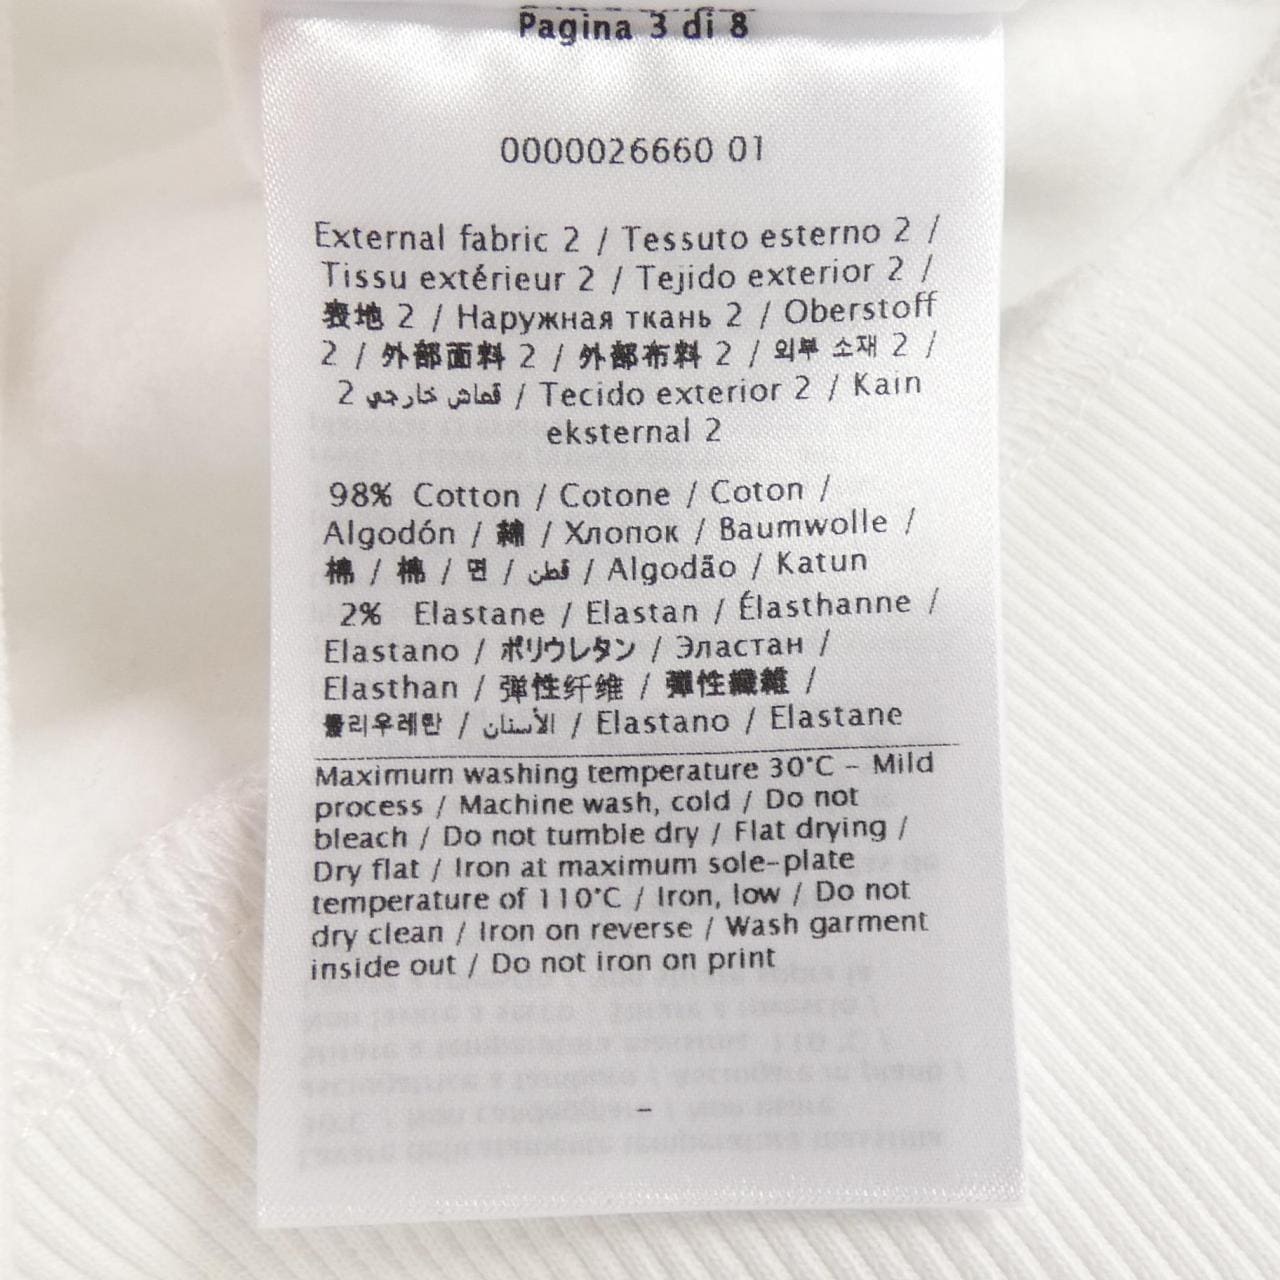 Pagina 3 di 8
0000026660 01
External fabric 2 / Tessuto esterno 2 /
Tissu extérieur 2 / Tejido exterior 2 /
表地 2 / Наружная ткань 2 / Oberstoff
2 / 外部面料 2 / 外部布料 2 / 외부 소재 2 /
قماش خارجي 2 / Tecido exterior 2 / Kain
eksternal 2
98% Cotton / Cotone / Coton /
Algodón / 綿 / Хлопок / Baumwolle /
棉 / 棉 / 면 / قطن / Algodão / Katun
2% Elastane / Elastan / Élasthanne /
Elastano / ポリウレタン / Эластан /
Elasthan / 弹性纤维 / 彈性纖維 /
폴리우레탄 / الأستان / Elastano / Elastane
Maximum washing temperature 30°C - Mild
process / Machine wash, cold / Do not
bleach / Do not tumble dry / Flat drying /
Dry flat / Iron at maximum sole-plate
temperature of 110°C / Iron, low / Do not
dry clean / Iron on reverse / Wash garment
inside out / Do not iron on print
-